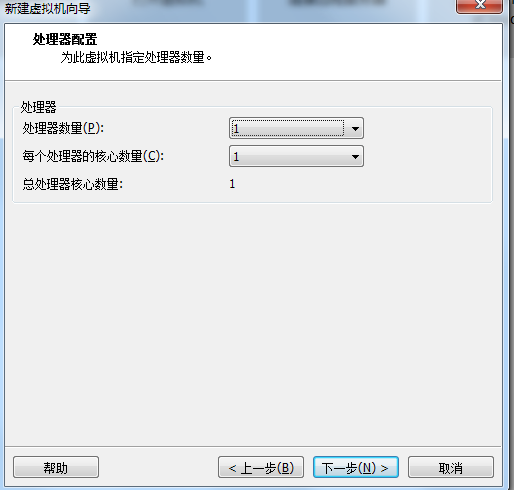 新建虚拟机向导
处理器配置
为此虚拟机指定处理器数量。
处理器
处理器数量(P): 1
每个处理器的核心数量(C): 1
总处理器核心数量: 1
帮助
< 上一步(B)
下一步(N) >
取消